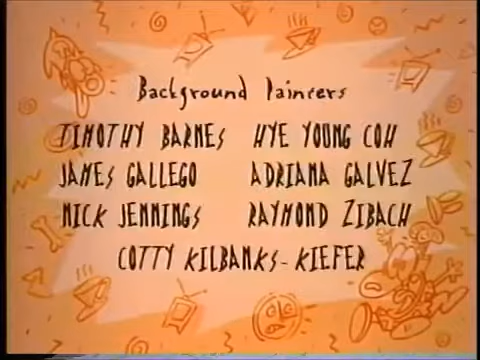 Background Painters
TIMOTHY BARNES HYE YOUNG COH
JAMES GALLEGO ADRIANA GALVEZ
NICK JENNINGS RAYMOND ZIBACH
COTTY KILBANKS-KIEFER